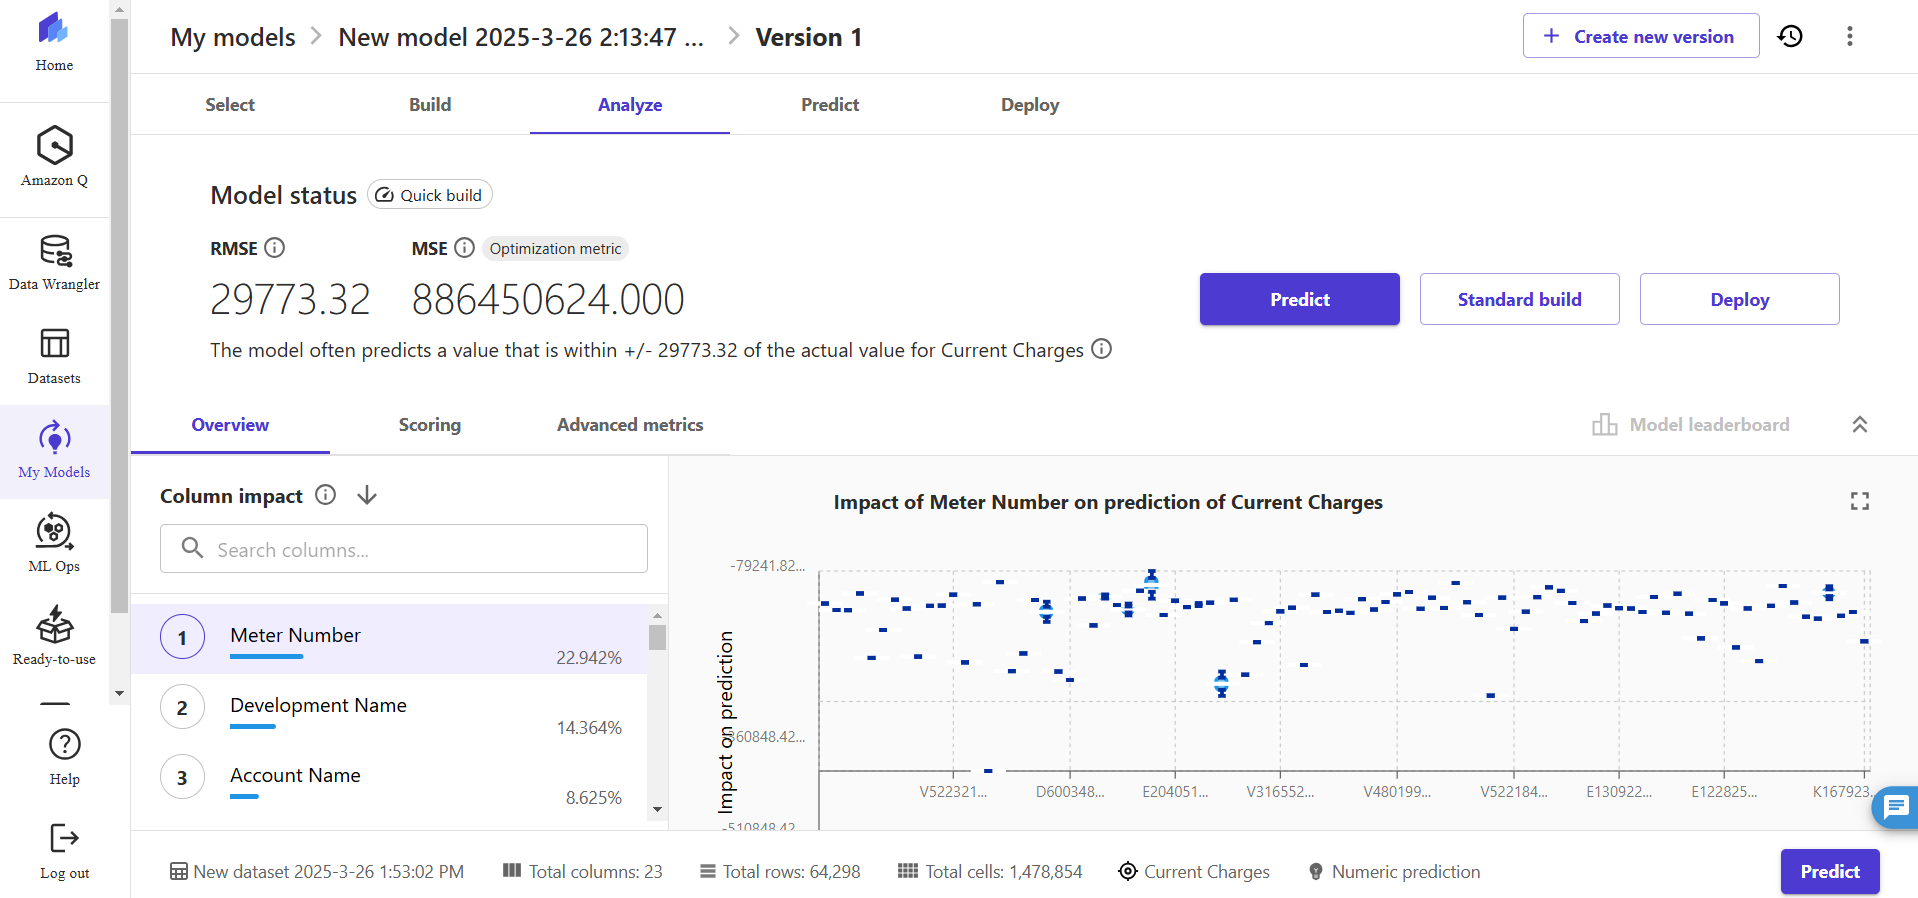 Home
Amazon Q
Data Wrangler
Datasets
My Models
ML Ops
Ready-to-use
Help
Log out
My models > New model 2025-3-26 2:13:47 ... > Version 1
+ Create new version
Select Build Analyze Predict Deploy
Model status Quick build
RMSE MSE Optimization metric
29773.32 886450624.000
Predict Standard build Deploy
The model often predicts a value that is within +/- 29773.32 of the actual value for Current Charges
Overview Scoring Advanced metrics
Model leaderboard
Column impact
Search columns...
1 Meter Number 22.942%
2 Development Name 14.364%
3 Account Name 8.625%
Impact of Meter Number on prediction of Current Charges
Impact on prediction
-79241.82...
360848.42...
-510848.42
V522321... D600348... E204051... V316552... V480199... V522184... E130922... E122825... K167923...
New dataset 2025-3-26 1:53:02 PM Total columns: 23 Total rows: 64,298 Total cells: 1,478,854 Current Charges Numeric prediction
Predict